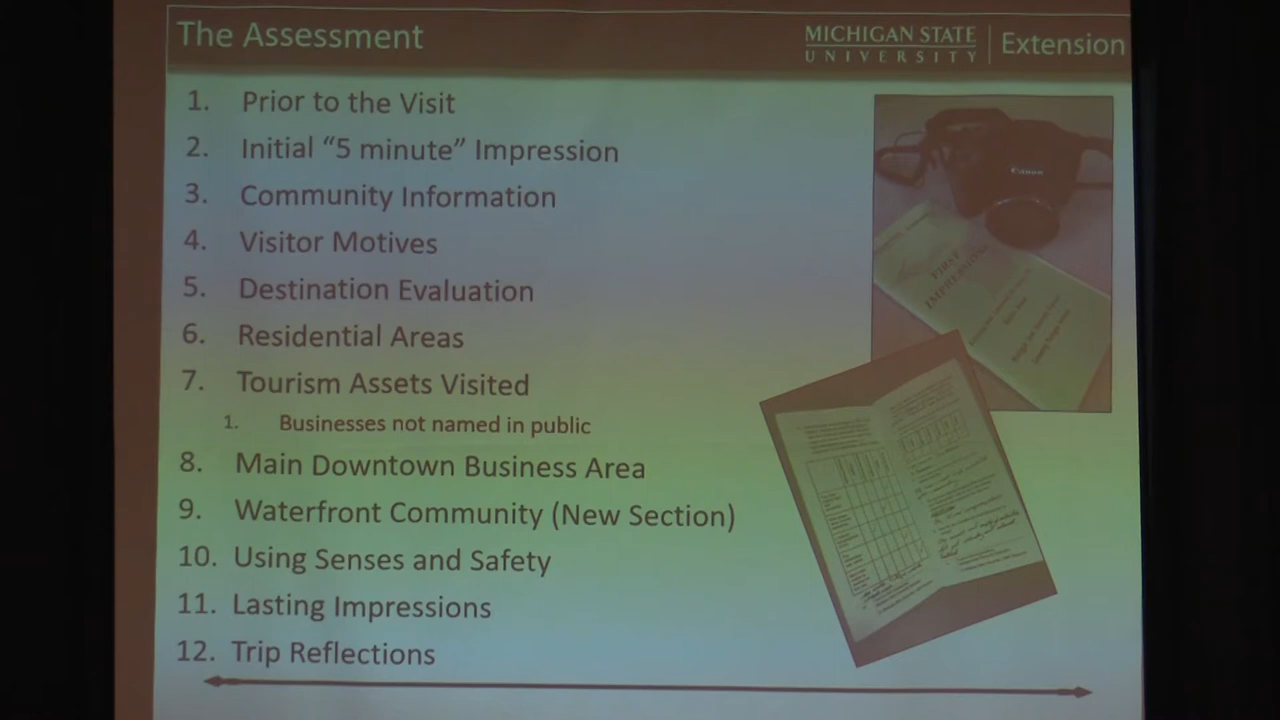 The Assessment
MICHIGAN STATE
UNIVERSITY
Extension
1. Prior to the Visit
2. Initial “5 minute” Impression
3. Community Information
4. Visitor Motives
5. Destination Evaluation
6. Residential Areas
7. Tourism Assets Visited
1. Businesses not named in public
8. Main Downtown Business Area
9. Waterfront Community (New Section)
10. Using Senses and Safety
11. Lasting Impressions
12. Trip Reflections
Canon
FIRST
IMPRESSIONS